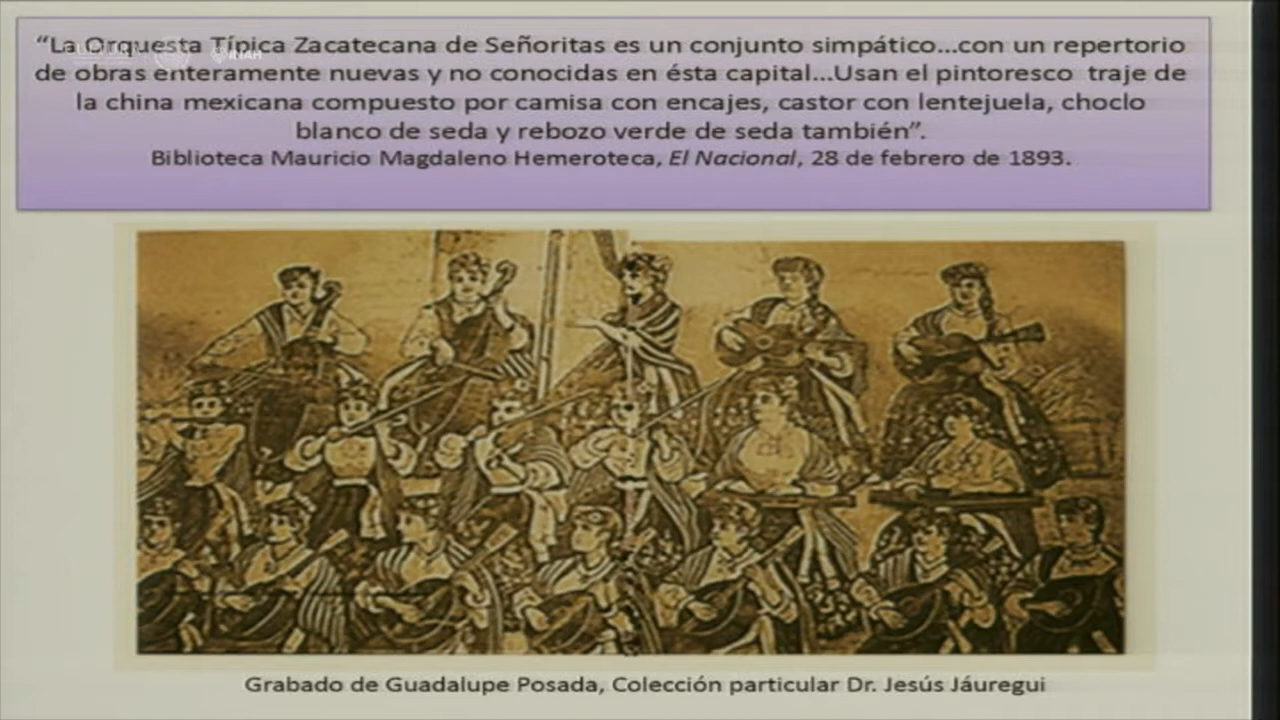 “La Orquesta Típica Zacatecana de Señoritas es un conjunto simpático...con un repertorio
de obras enteramente nuevas y no conocidas en ésta capital...Usan el pintoresco traje de
la china mexicana compuesto por camisa con encajes, castor con lentejuela, choclo
blanco de seda y rebozo verde de seda también”.
Biblioteca Mauricio Magdaleno Hemeroteca, El Nacional, 28 de febrero de 1893.
INAH
Grabado de Guadalupe Posada, Colección particular Dr. Jesús Jáuregui